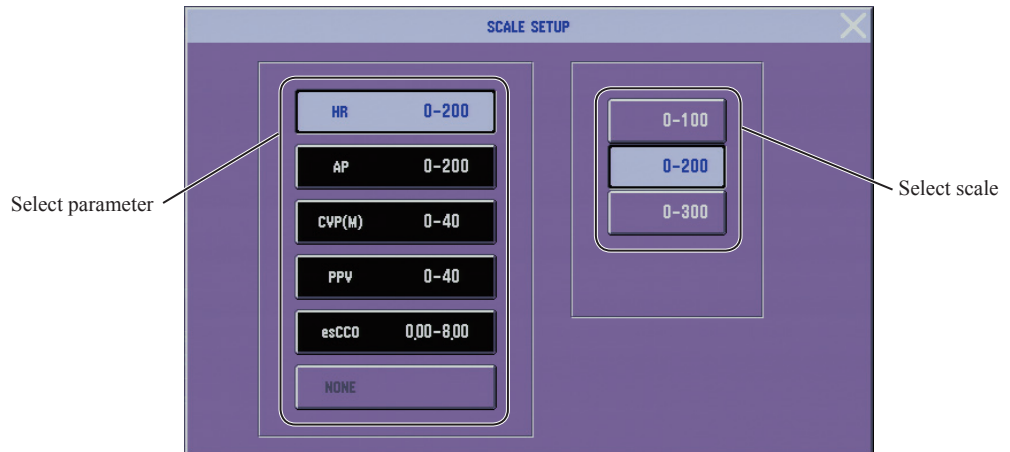 SCALE SETUP
HR 0-200
AP 0-200
CVP(M) 0-40
PPV 0-40
esCCO 0.00-8.00
NONE
0-100
0-200
0-300
Select parameter
Select scale